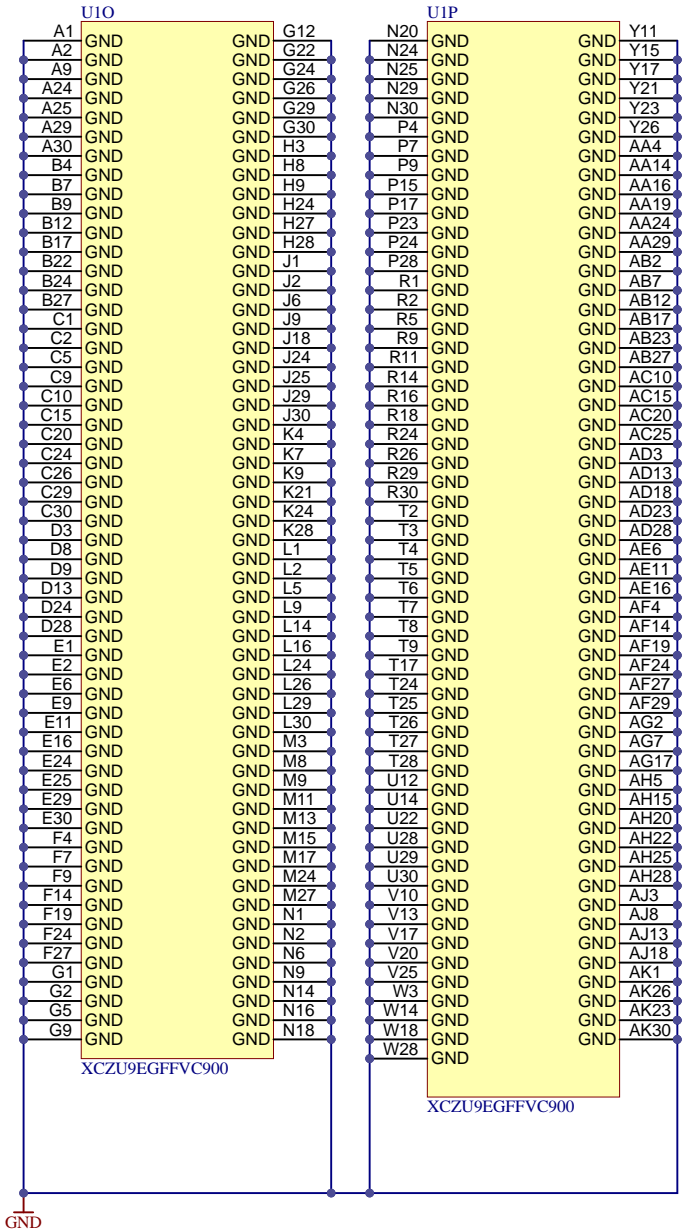 U1O
A1 GND GND G12
A2 GND GND G22
A9 GND GND G24
A24 GND GND G26
A25 GND GND G29
A29 GND GND G30
A30 GND GND H3
B4 GND GND H8
B7 GND GND H9
B9 GND GND H24
B12 GND GND H27
B17 GND GND H28
B22 GND GND J1
B24 GND GND J2
B27 GND GND J6
C1 GND GND J9
C2 GND GND J18
C5 GND GND J24
C9 GND GND J25
C10 GND GND J29
C15 GND GND J30
C20 GND GND K4
C24 GND GND K7
C26 GND GND K9
C29 GND GND K21
C30 GND GND K24
D3 GND GND K28
D8 GND GND L1
D9 GND GND L2
D13 GND GND L5
D24 GND GND L9
D28 GND GND L14
E1 GND GND L16
E2 GND GND L24
E6 GND GND L26
E9 GND GND L29
E11 GND GND L30
E16 GND GND M3
E24 GND GND M8
E25 GND GND M9
E29 GND GND M11
E30 GND GND M13
F4 GND GND M15
F7 GND GND M17
F9 GND GND M24
F14 GND GND M27
F19 GND GND N1
F24 GND GND N2
F27 GND GND N6
G1 GND GND N9
G2 GND GND N14
G5 GND GND N16
G9 GND GND N18
XCZU9EGFFVC900
U1P
N20 GND GND Y11
N24 GND GND Y15
N25 GND GND Y17
N29 GND GND Y21
N30 GND GND Y23
P4 GND GND Y26
P7 GND GND AA4
P9 GND GND AA14
P15 GND GND AA16
P17 GND GND AA19
P23 GND GND AA24
P24 GND GND AA29
P28 GND GND AB2
R1 GND GND AB7
R2 GND GND AB12
R5 GND GND AB17
R9 GND GND AB23
R11 GND GND AB27
R14 GND GND AC10
R16 GND GND AC15
R18 GND GND AC20
R24 GND GND AC25
R26 GND GND AD3
R29 GND GND AD13
R30 GND GND AD18
T2 GND GND AD23
T3 GND GND AD28
T4 GND GND AE6
T5 GND GND AE11
T6 GND GND AE16
T7 GND GND AF4
T8 GND GND AF14
T9 GND GND AF19
T17 GND GND AF24
T24 GND GND AF27
T25 GND GND AF29
T26 GND GND AG2
T27 GND GND AG7
T28 GND GND AG17
U12 GND GND AH5
U14 GND GND AH15
U22 GND GND AH20
U28 GND GND AH22
U29 GND GND AH25
U30 GND GND AH28
V10 GND GND AJ3
V13 GND GND AJ8
V17 GND GND AJ13
V20 GND GND AJ18
V25 GND GND AK1
W3 GND GND AK26
W14 GND GND AK23
W18 GND GND AK30
W28 GND
XCZU9EGFFVC900
GND